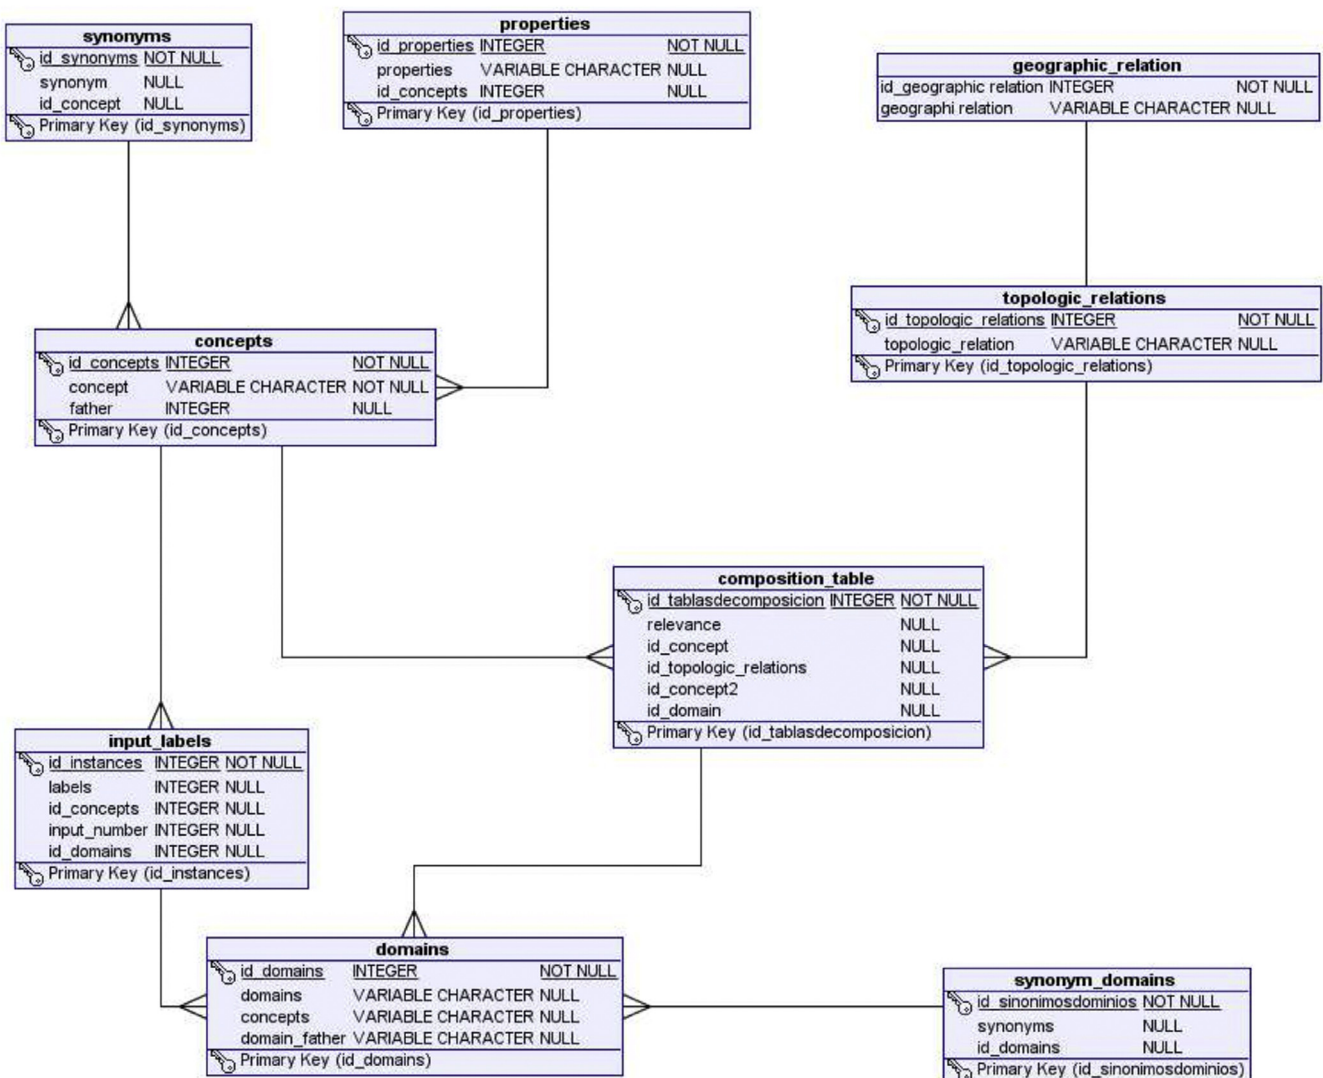 synonyms
id_synonyms NOT NULL
synonym NULL
id_concept NULL
Primary Key (id_synonyms)
properties
id_properties INTEGER NOT NULL
properties VARIABLE CHARACTER NULL
id_concepts INTEGER NULL
Primary Key (id_properties)
geographic_relation
id_geographic relation INTEGER NOT NULL
geographi relation VARIABLE CHARACTER NULL
topologic_relations
id_topologic_relations INTEGER NOT NULL
topologic_relation VARIABLE CHARACTER NULL
Primary Key (id_topologic_relations)
concepts
id_concepts INTEGER NOT NULL
concept VARIABLE CHARACTER NOT NULL
father INTEGER NULL
Primary Key (id_concepts)
composition_table
id_tablasdecomposicion INTEGER NOT NULL
relevance NULL
id_concept NULL
id_topologic_relations NULL
id_concept2 NULL
id_domain NULL
Primary Key (id_tablasdecomposicion)
input_labels
id_instances INTEGER NOT NULL
labels INTEGER NULL
id_concepts INTEGER NULL
input_number INTEGER NULL
id_domains INTEGER NULL
Primary Key (id_instances)
domains
id_domains INTEGER NOT NULL
domains VARIABLE CHARACTER NULL
concepts VARIABLE CHARACTER NULL
domain_father VARIABLE CHARACTER NULL
Primary Key (id_domains)
synonym_domains
id_sinonimosdominios NOT NULL
synonyms NULL
id_domains NULL
Primary Key (id_sinonimosdominios)